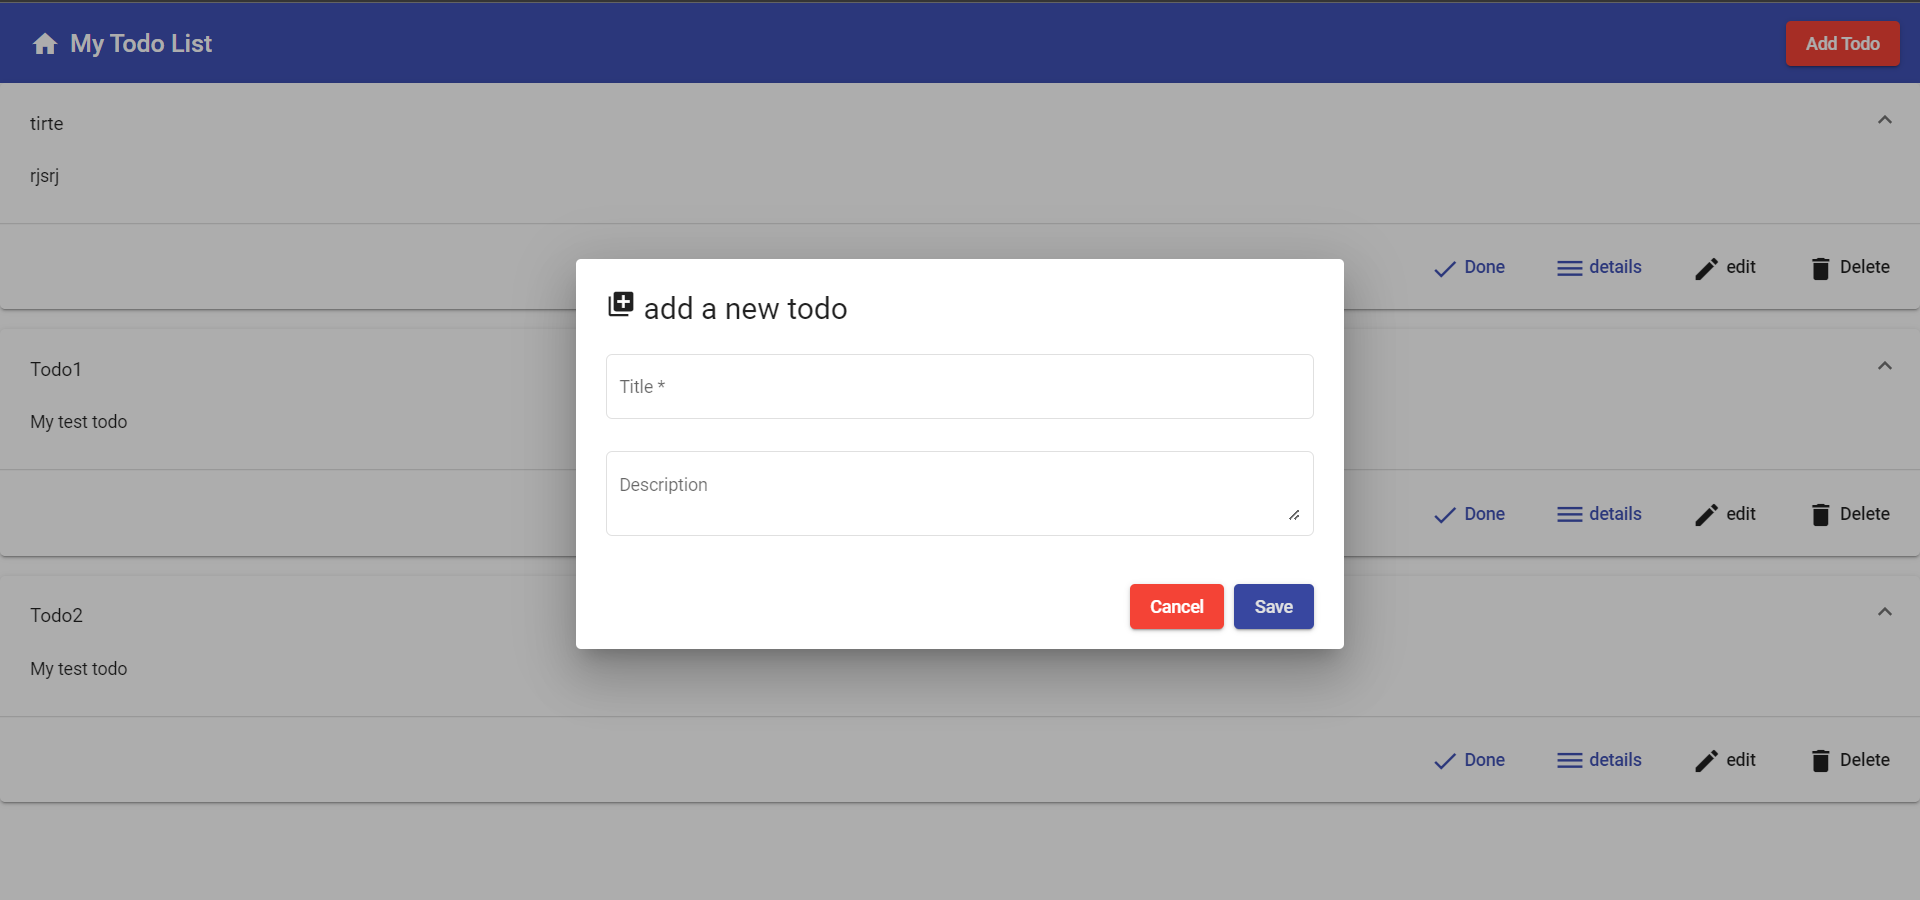 My Todo List
Add Todo
tirte
rjsrj
Done details edit Delete
add a new todo
Title *
Description
Cancel Save
Todo1
My test todo
Done details edit Delete
Todo2
My test todo
Done details edit Delete